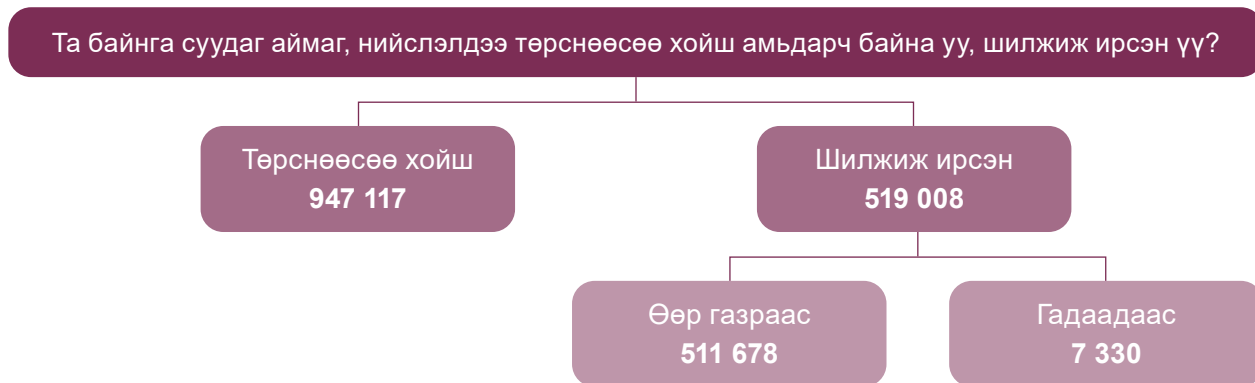 Та байнга суудаг аймаг, нийслэлдээ төрснөөсөө хойш амьдарч байна уу, шилжиж ирсэн үү?
Төрснөөсөө хойш
947 117
Шилжиж ирсэн
519 008
Өөр газраас
511 678
Гадаадаас
7 330